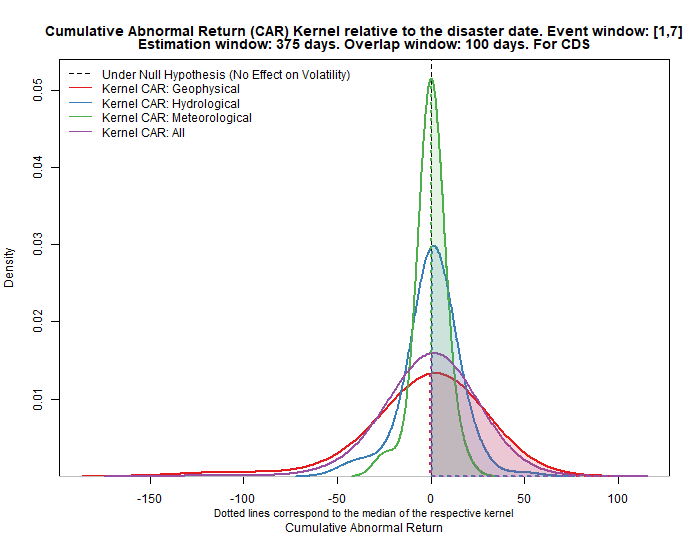 Cumulative Abnormal Return (CAR) Kernel relative to the disaster date. Event window: [1,7]
Estimation window: 375 days. Overlap window: 100 days. For CDS
Under Null Hypothesis (No Effect on Volatility)
Kernel CAR: Geophysical
Kernel CAR: Hydrological
Kernel CAR: Meteorological
Kernel CAR: All
Density
0.05
0.04
0.03
0.02
0.01
-150 -100 -50 0 50 100
Dotted lines correspond to the median of the respective kernel
Cumulative Abnormal Return